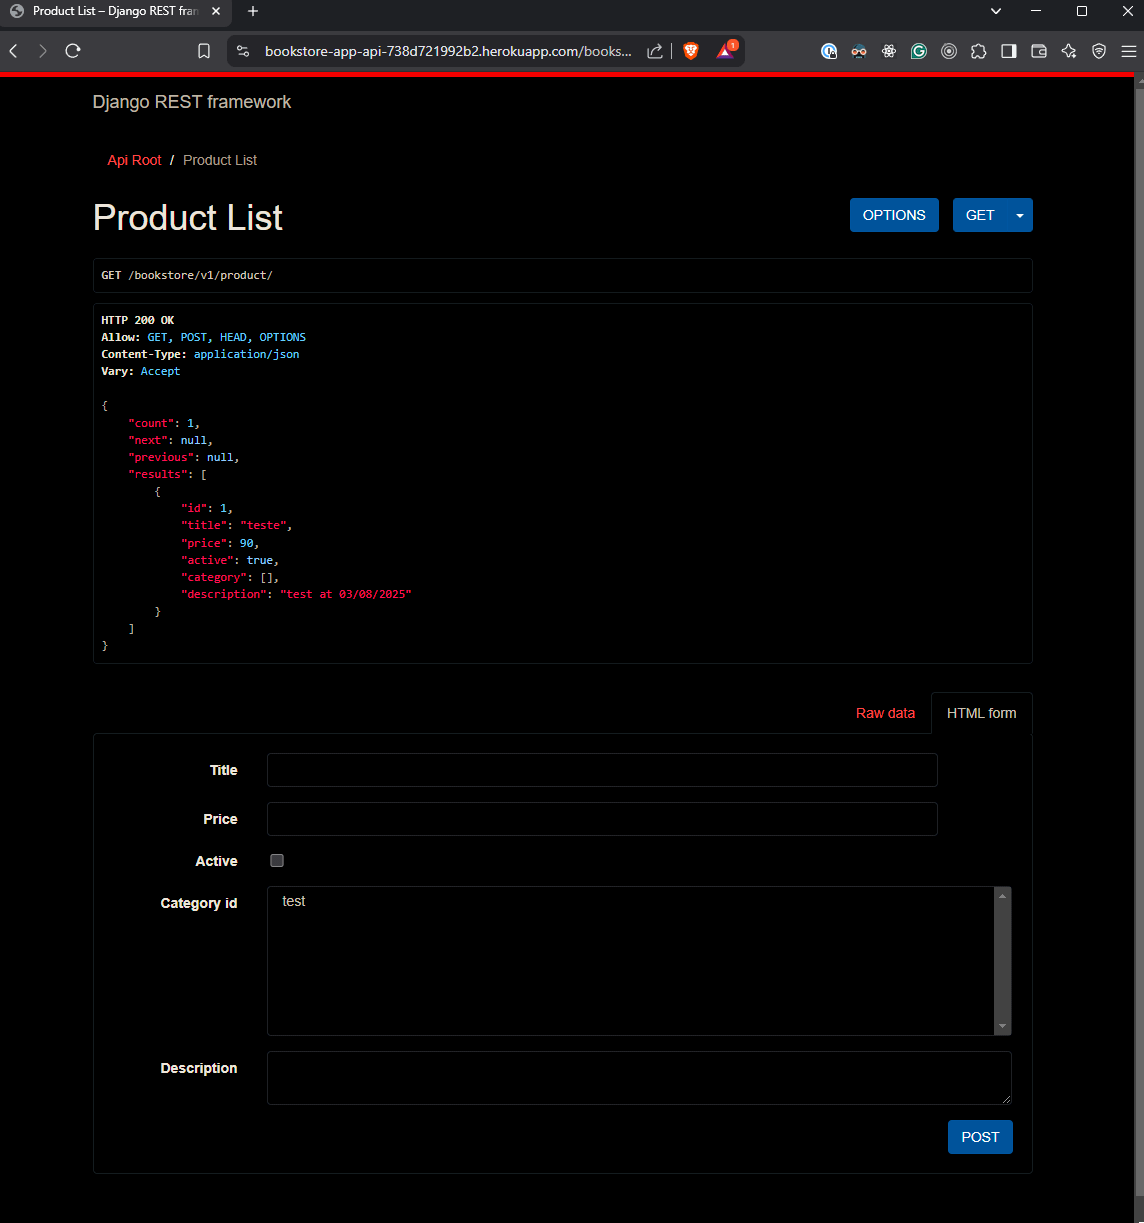 Product List – Django REST fran
bookstore-app-api-738d721992b2.herokuapp.com/books...
1
Django REST framework
Api Root / Product List
Product List
OPTIONS
GET
GET /bookstore/v1/product/
HTTP 200 OK
Allow: GET, POST, HEAD, OPTIONS
Content-Type: application/json
Vary: Accept
{
    "count": 1,
    "next": null,
    "previous": null,
    "results": [
        {
            "id": 1,
            "title": "teste",
            "price": 90,
            "active": true,
            "category": [],
            "description": "test at 03/08/2025"
        }
    ]
}
Raw data
HTML form
Title
Price
Active
Category id
test
Description
POST